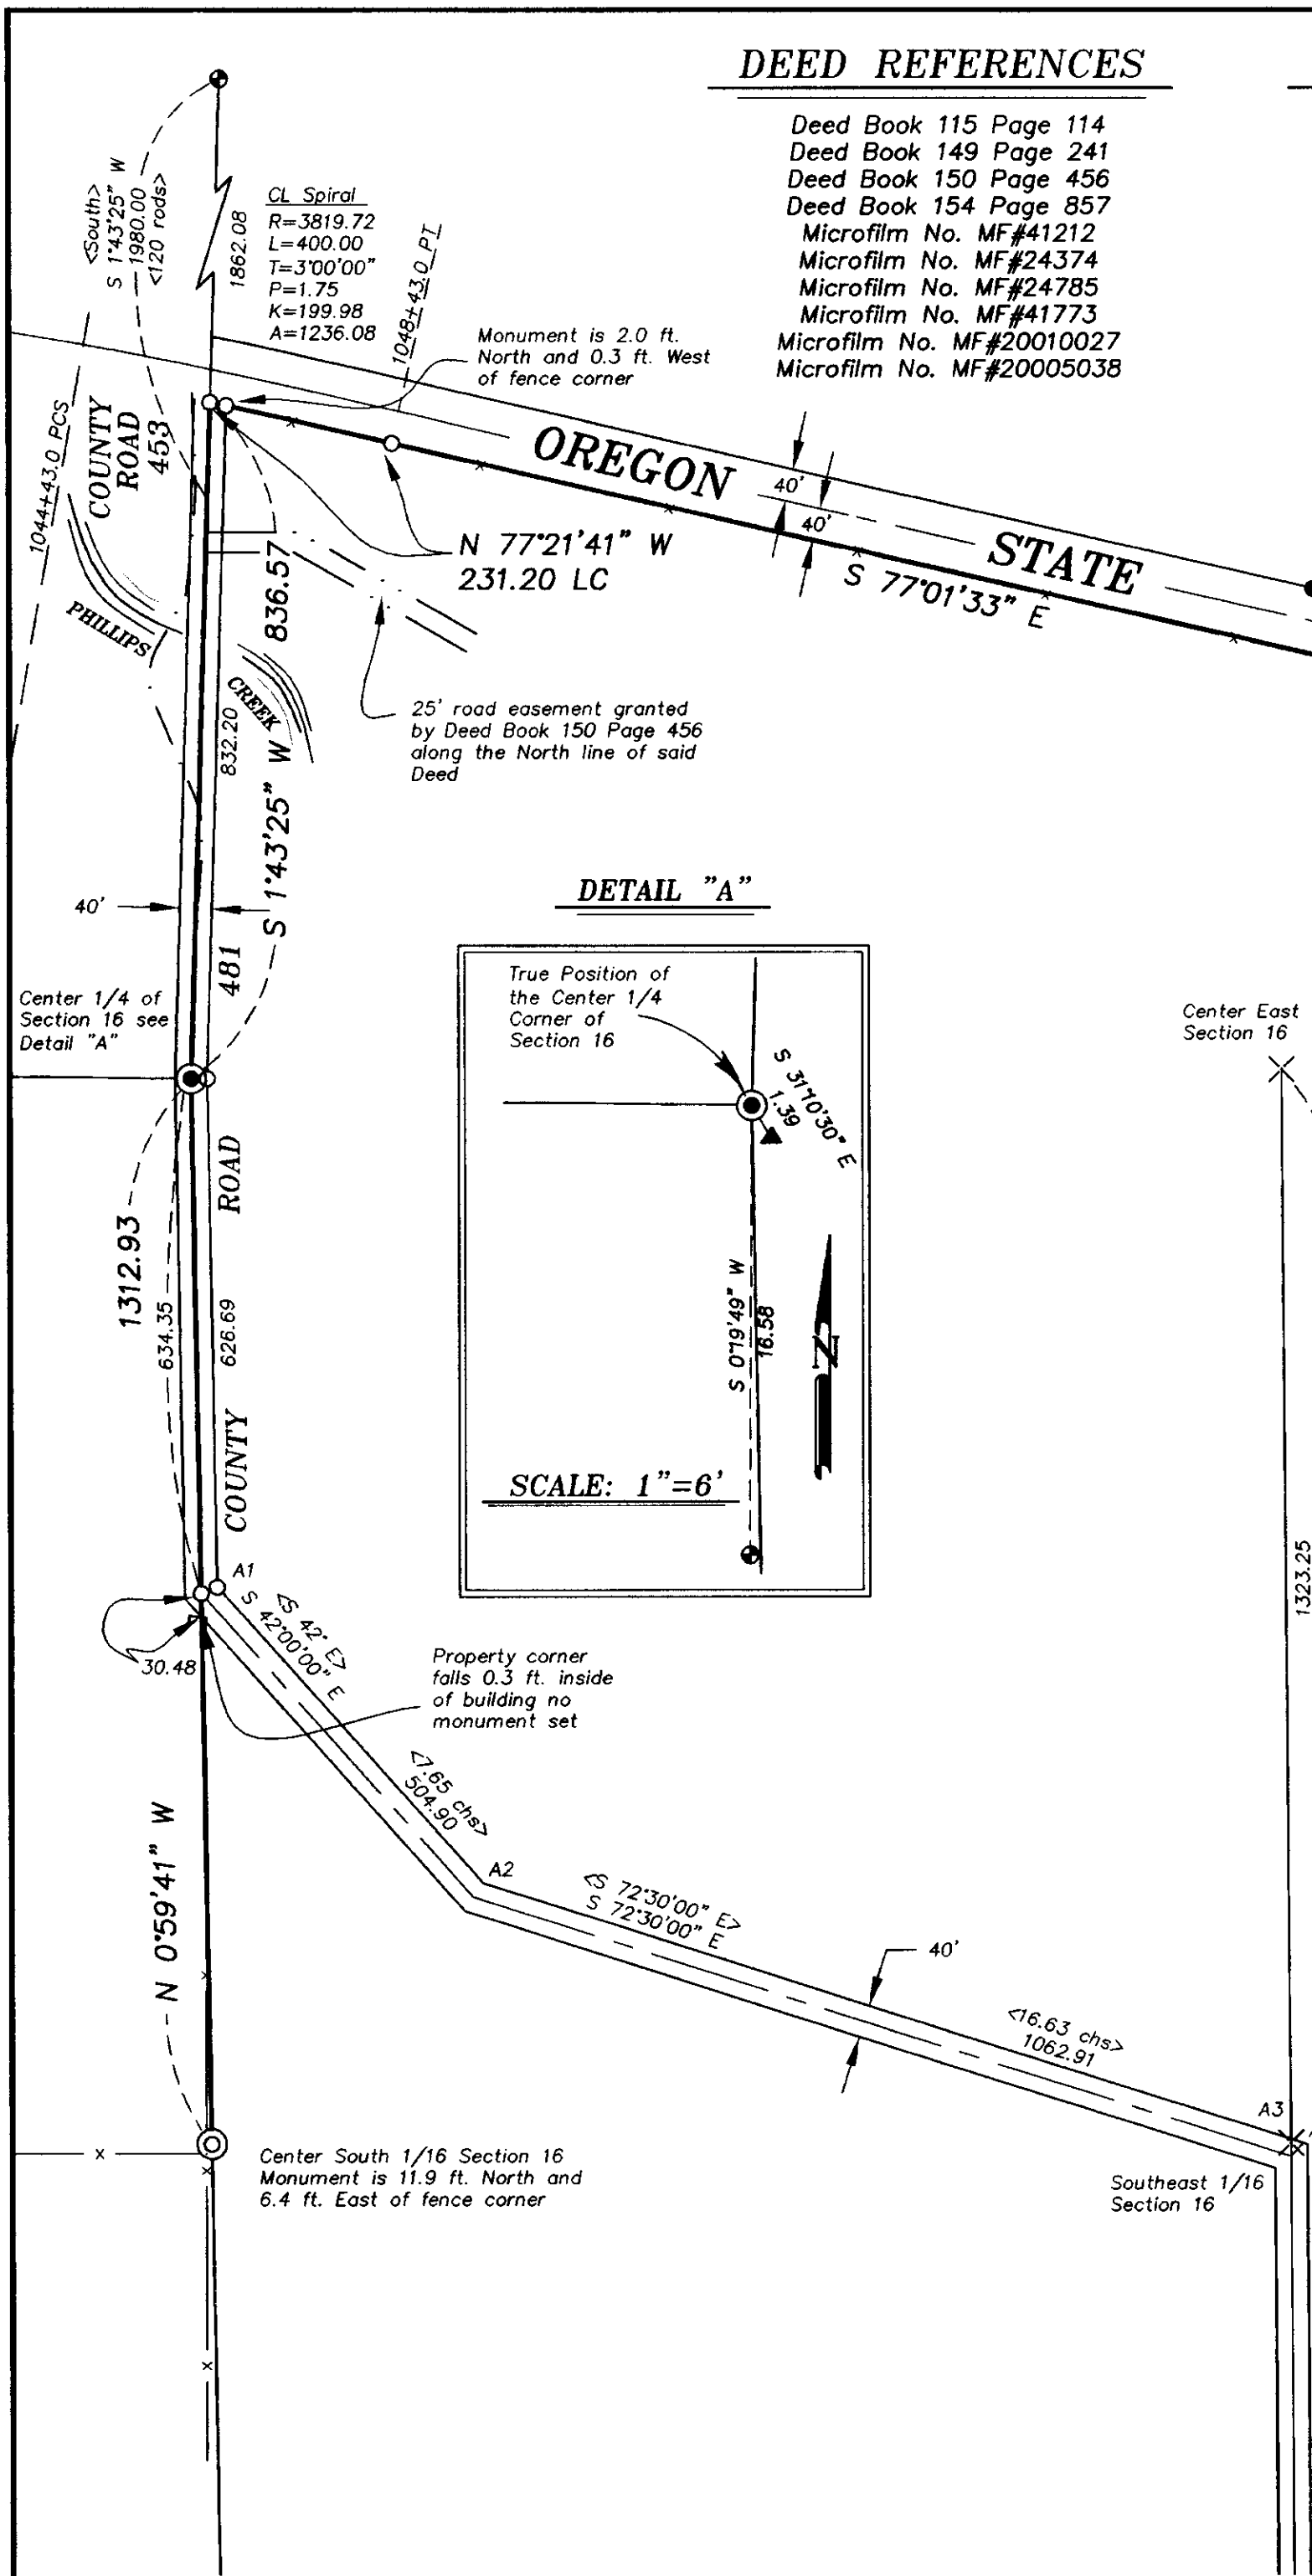 DEED REFERENCES
Deed Book 115 Page 114
Deed Book 149 Page 241
Deed Book 150 Page 456
Deed Book 154 Page 857
Microfilm No. MF#41212
Microfilm No. MF#24374
Microfilm No. MF#24785
Microfilm No. MF#41773
Microfilm No. MF#20010027
Microfilm No. MF#20005038
<South>
S 1°43'25" W
1980.00
<120 rods>
1862.08
CL Spiral
R=3819.72
L=400.00
T=3°00'00"
P=1.75
K=199.98
A=1236.08
1048+43.0 PT
Monument is 2.0 ft.
North and 0.3 ft. West
of fence corner
1044+43.0 PCS
COUNTY
ROAD
453
OREGON
STATE
40'
40'
N 77°21'41" W
231.20 LC
S 77°01'33" E
PHILLIPS
CREEK
836.57
S 1°43'25" W
832.20
25' road easement granted
by Deed Book 150 Page 456
along the North line of said
Deed
40'
481
ROAD
COUNTY
Center 1/4 of
Section 16 see
Detail "A"
DETAIL "A"
True Position of
the Center 1/4
Corner of
Section 16
S 31°10'30" E
1.39
S 0°19'49" W
16.58
N
SCALE: 1"=6'
Center East
Section 16
1312.93
634.35
626.69
1323.25
A1
<S 42° E>
S 42°00'00" E
30.48
Property corner
falls 0.3 ft. inside
of building no
monument set
<7.65 chs>
504.90
N 0°59'41" W
A2
<S 72°30'00" E>
S 72°30'00" E
40'
<16.63 chs>
1062.91
A3
Center South 1/16 Section 16
Monument is 11.9 ft. North and
6.4 ft. East of fence corner
Southeast 1/16
Section 16